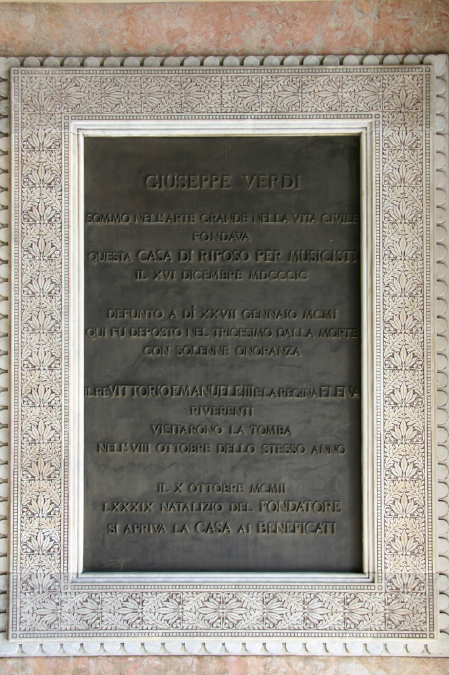 GIUSEPPE VERDI
SOMMO NELL'ARTE GRANDE NELLA VITA CIVILE
FONDAVA
QUESTA CASA DI RIPOSO PER MUSICISTI
IL XVI DICEMBRE MDCCCIC
DEFUNTO A DÌ XXVII GENNAIO MCMI
QUI FU DEPOSTO NEL TRIGESIMO DALLA MORTE
CON SOLENNE ONORANZA
IL RE VITTORIO EMANUELE III E LA REGINA ELENA
RIVERENTI
VISITARONO LA TOMBA
NELL'VIII OTTOBRE DELLO STESSO ANNO
IL X OTTOBRE MCMII
LXXXIX NATALIZIO DEL FONDATORE
SI APRIVA LA CASA AI BENEFICATI